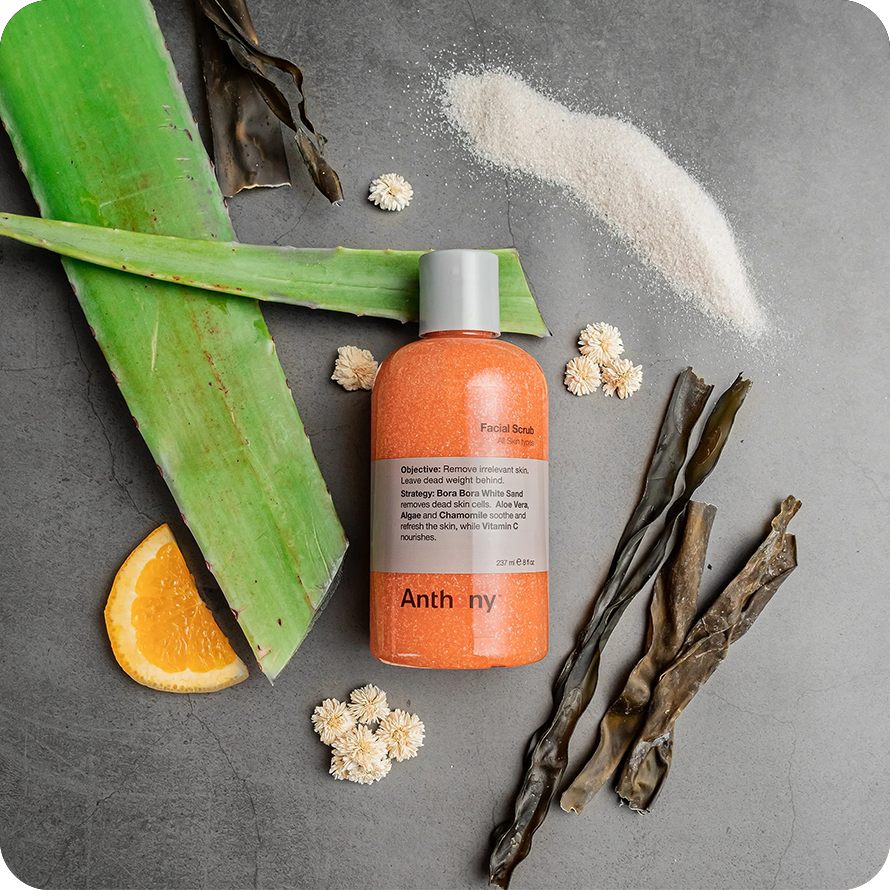 Facial Scrub
All Skin types
Objective: Remove irrelevant skin.
Leave dead weight behind.
Strategy: Bora Bora White Sand
removes dead skin cells. Aloe Vera,
Algae and Chamomile soothe and
refresh the skin, while Vitamin C
nourishes.
237 ml ℮ 8 fl oz
Anthony